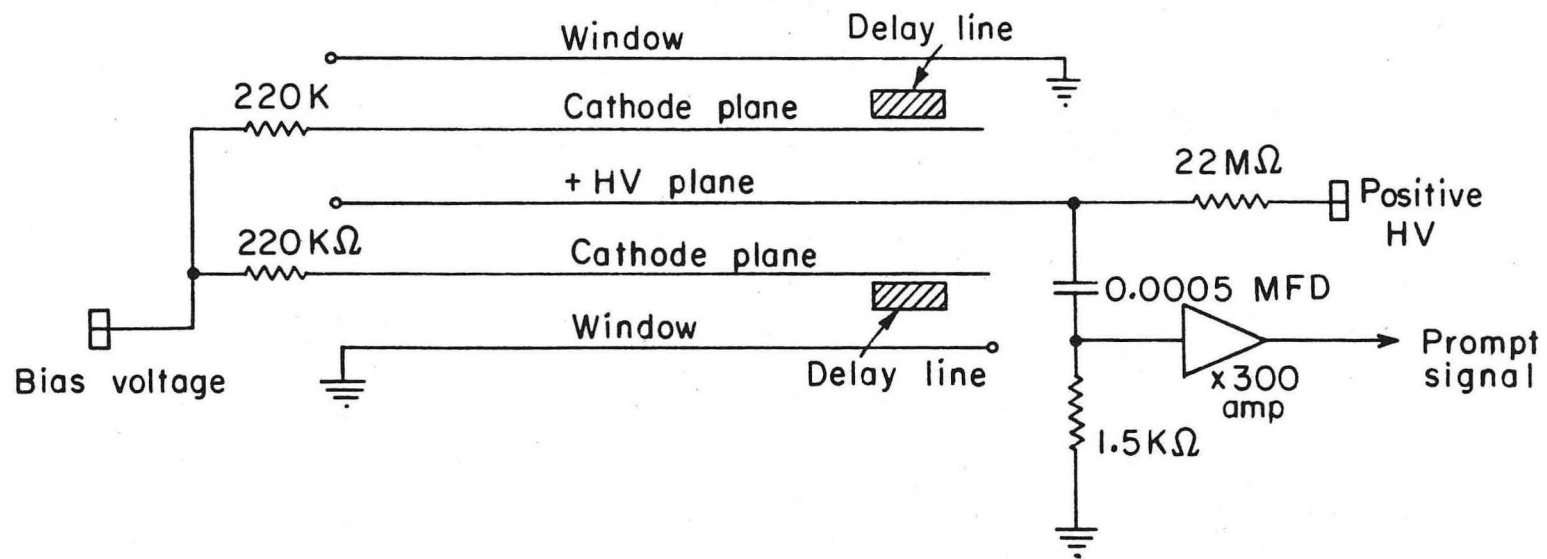 Window
Delay line
220K
Cathode plane
22MΩ
+ HV plane
Positive
HV
220KΩ
Cathode plane
0.0005 MFD
Window
Delay line
Bias voltage
x300
amp
Prompt
signal
1.5KΩ